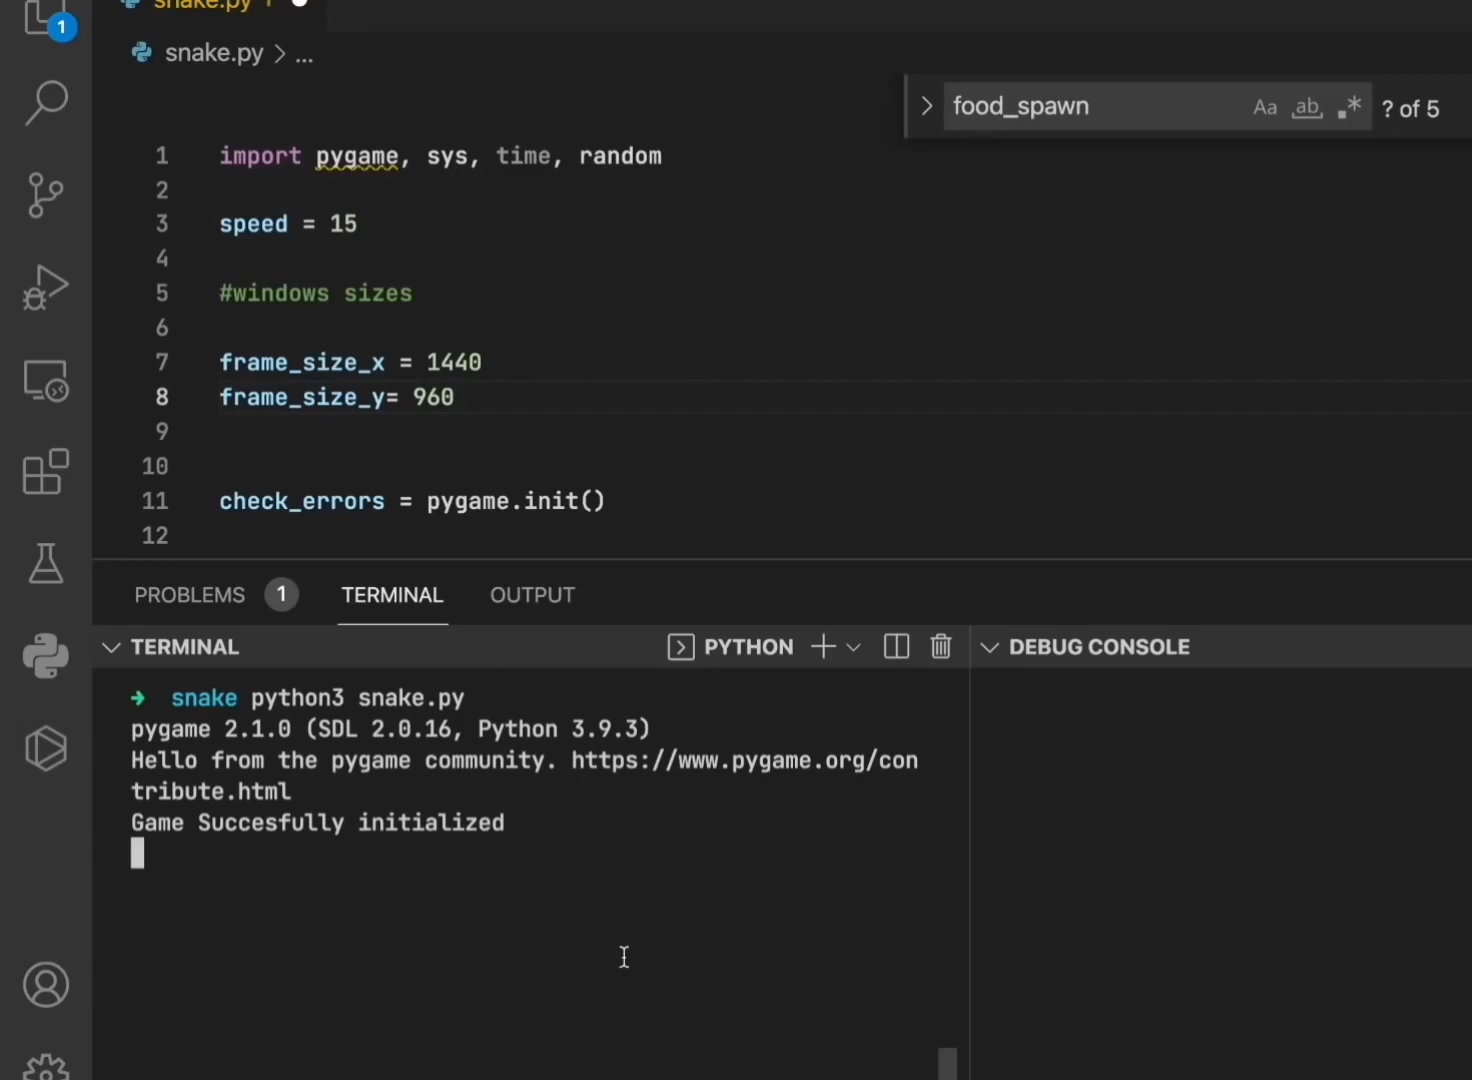 snake.py
1
snake.py > ...
food_spawn Aa ab, .* ? of 5
1 import pygame, sys, time, random
2
3 speed = 15
4
5 #windows sizes
6
7 frame_size_x = 1440
8 frame_size_y= 960
9
10
11 check_errors = pygame.init()
12
PROBLEMS 1 TERMINAL OUTPUT
TERMINAL PYTHON DEBUG CONSOLE
➜ snake python3 snake.py
pygame 2.1.0 (SDL 2.0.16, Python 3.9.3)
Hello from the pygame community. https://www.pygame.org/con
tribute.html
Game Succesfully initialized